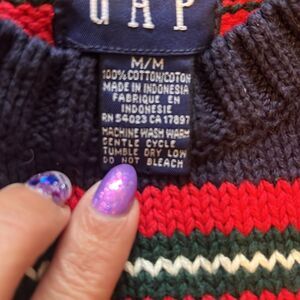 GAP
M/M
100% COTTON/COTON
MADE IN INDONESIA
FABRIQUE EN
INDONESIE
RN 54023 CA 17897
MACHINE WASH WARM
GENTLE CYCLE
TUMBLE DRY LOW
DO NOT BLEACH